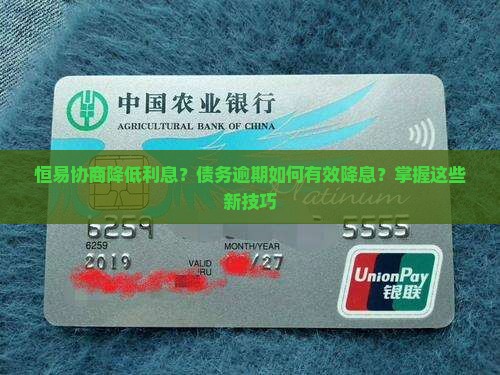 中国农业银行
AGRICULTURAL BANK OF CHINA
恒易协商降低利息？债务逾期如何有效降息？掌握这些
新技巧
6259 5555
6259
MONTH/YEAR
2019
VALID
/27
UnionPay
银联